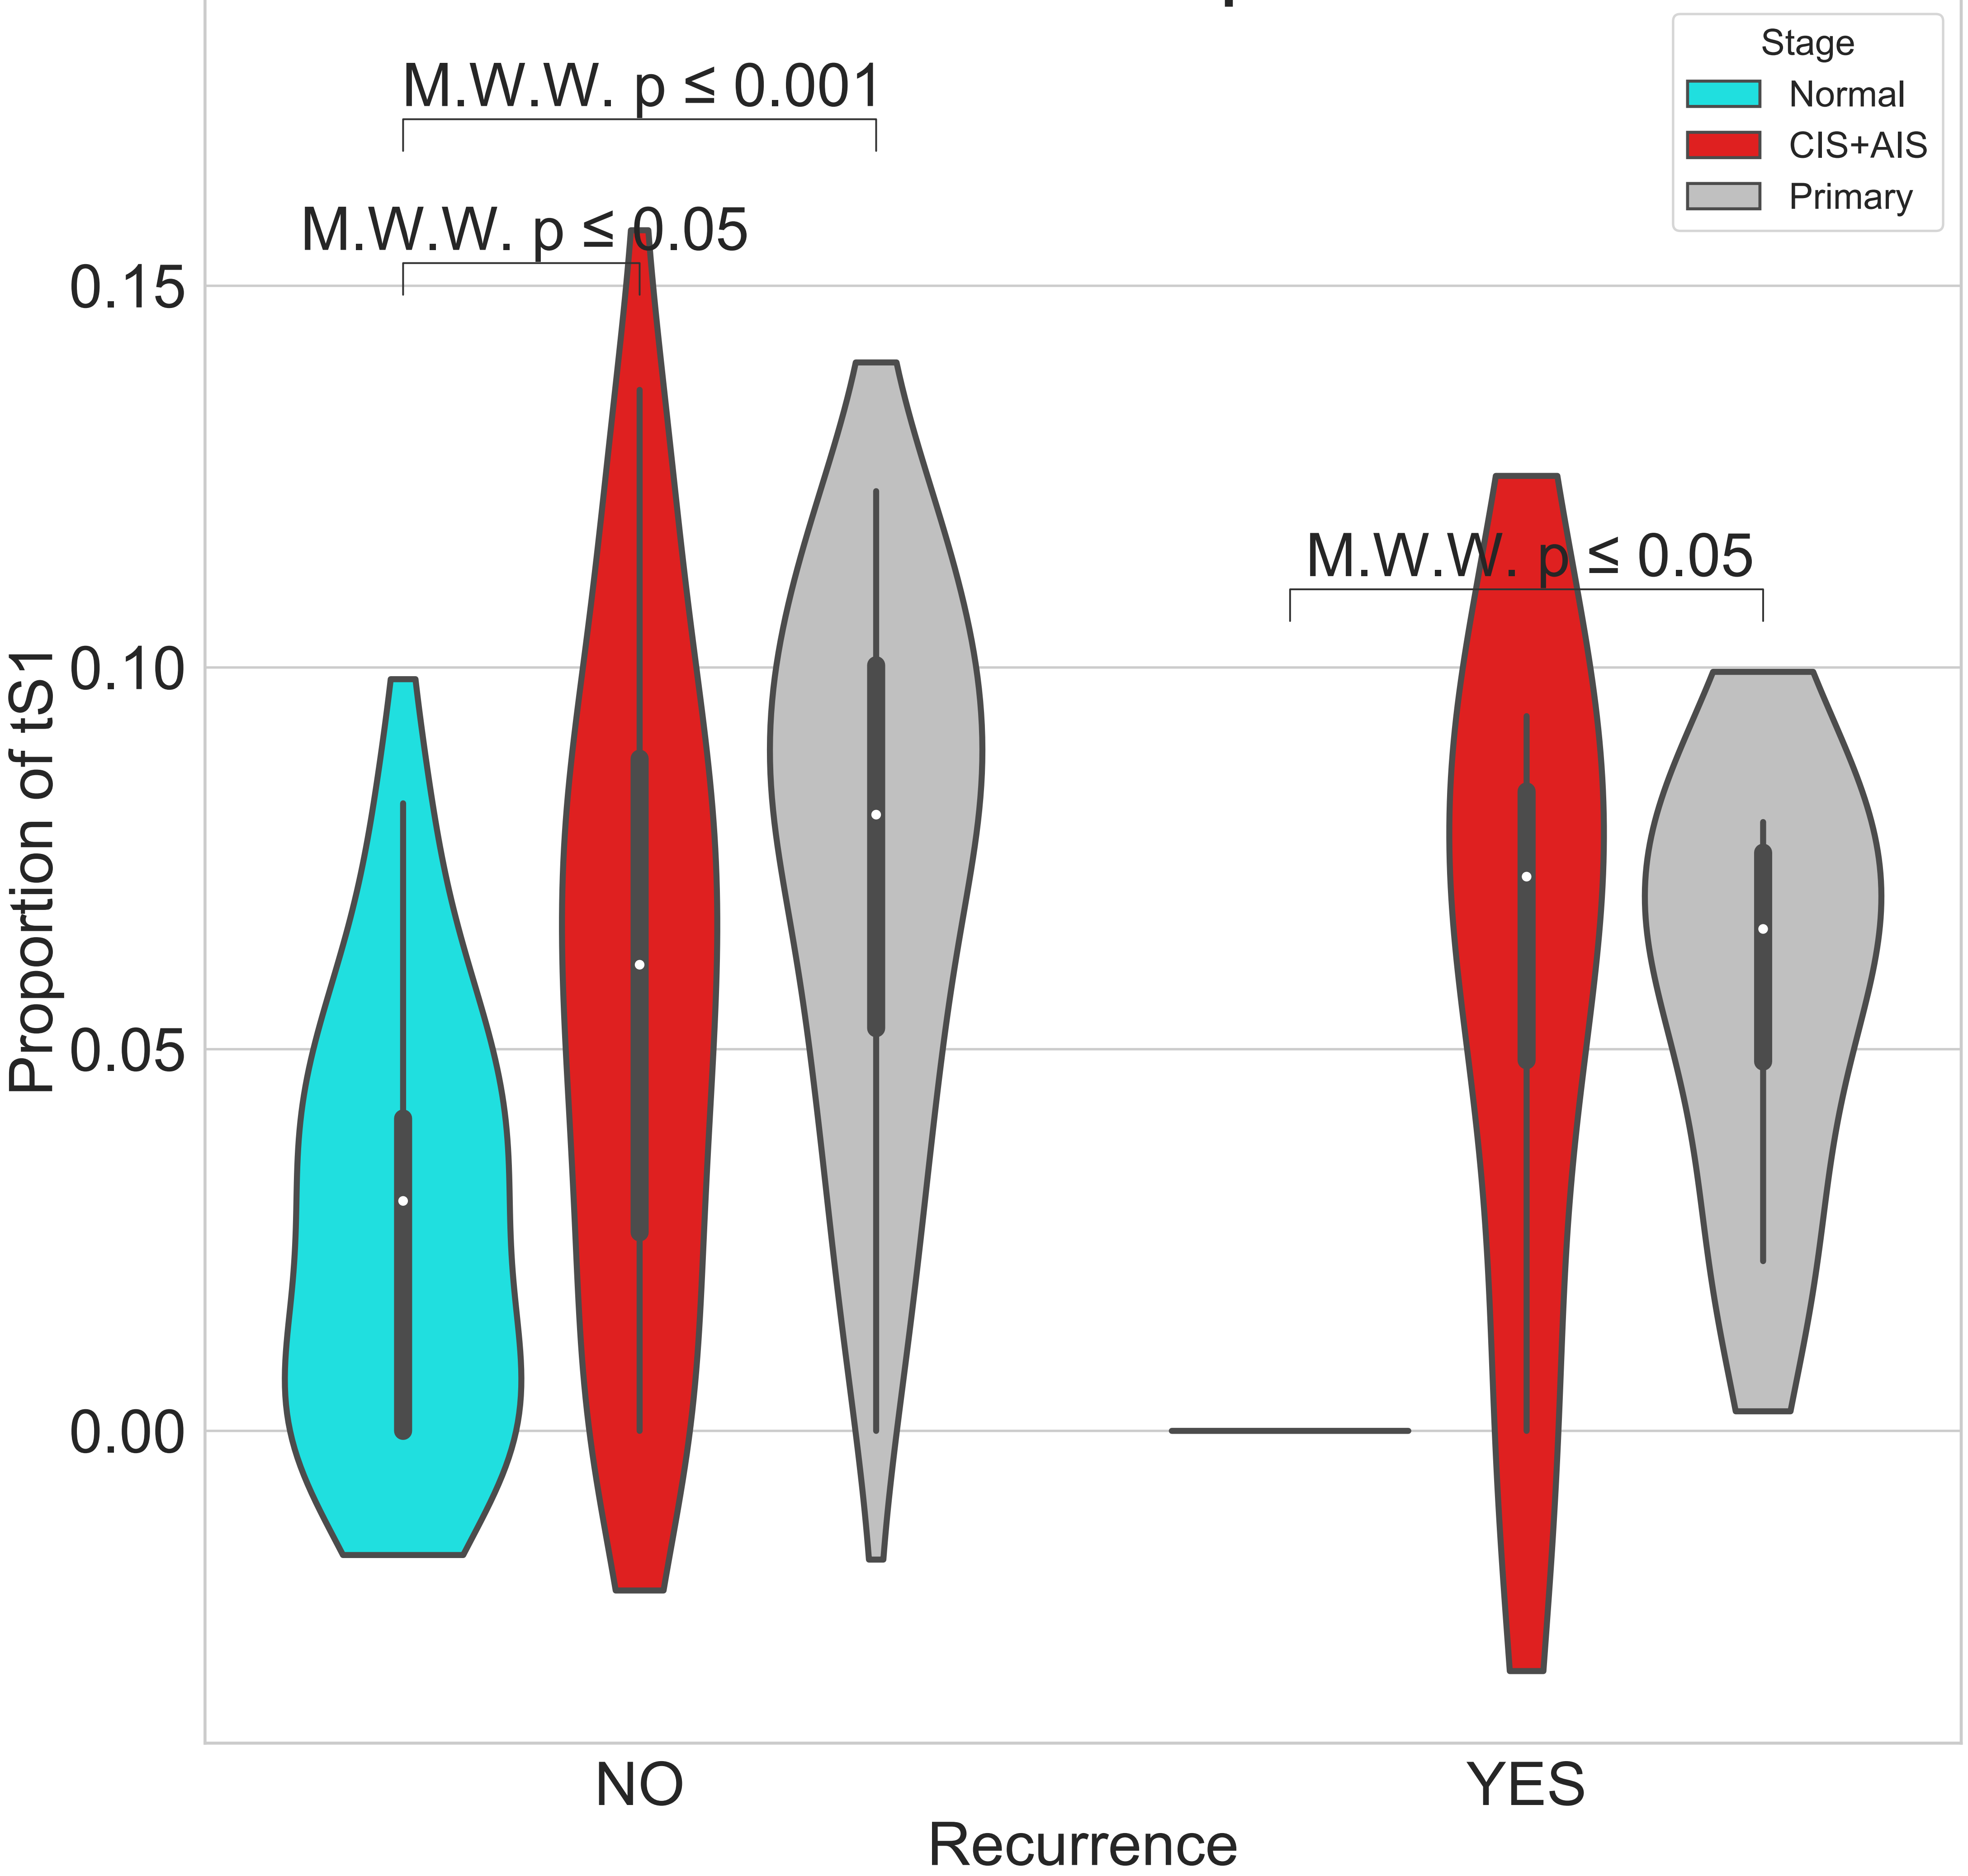 Stage
Normal
CIS+AIS
Primary
M.W.W. p ≤ 0.001
M.W.W. p ≤ 0.05
M.W.W. p ≤ 0.05
0.15
0.10
0.05
0.00
Proportion of tS1
NO
YES
Recurrence